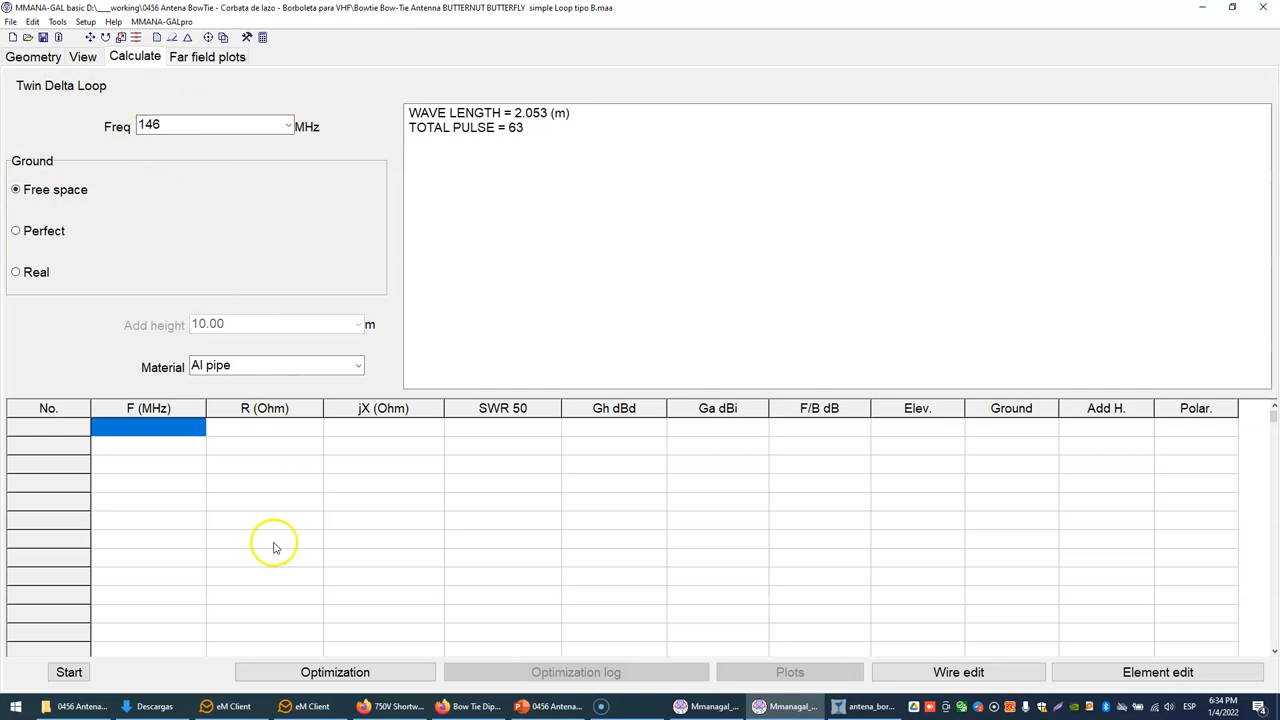 MMANA-GAL basic D:\___working\0456 Antena BowTie - Corbata de lazo - Borboleta para VHF\Bowtie Bow-Tie Antenna BUTTERNUT BUTTERFLY  simple Loop tipo B.maa
File Edit Tools Setup Help MMANA-GALpro
Geometry View Calculate Far field plots
Twin Delta Loop
Freq 146 MHz
WAVE LENGTH = 2.053 (m)
TOTAL PULSE = 63
Ground
Free space
Perfect
Real
Add height 10.00 m
Material Al pipe
No. F (MHz) R (Ohm) jX (Ohm) SWR 50 Gh dBd Ga dBi F/B dB Elev. Ground Add H. Polar.
Start Optimization Optimization log Plots Wire edit Element edit
0456 Antena... Descargas eM Client eM Client 750V Shortw... Bow Tie Dip... 0456 Antena... Mmanagal_... Mmanagal_... antena_bor... ESP 6:34 PM
1/4/2022